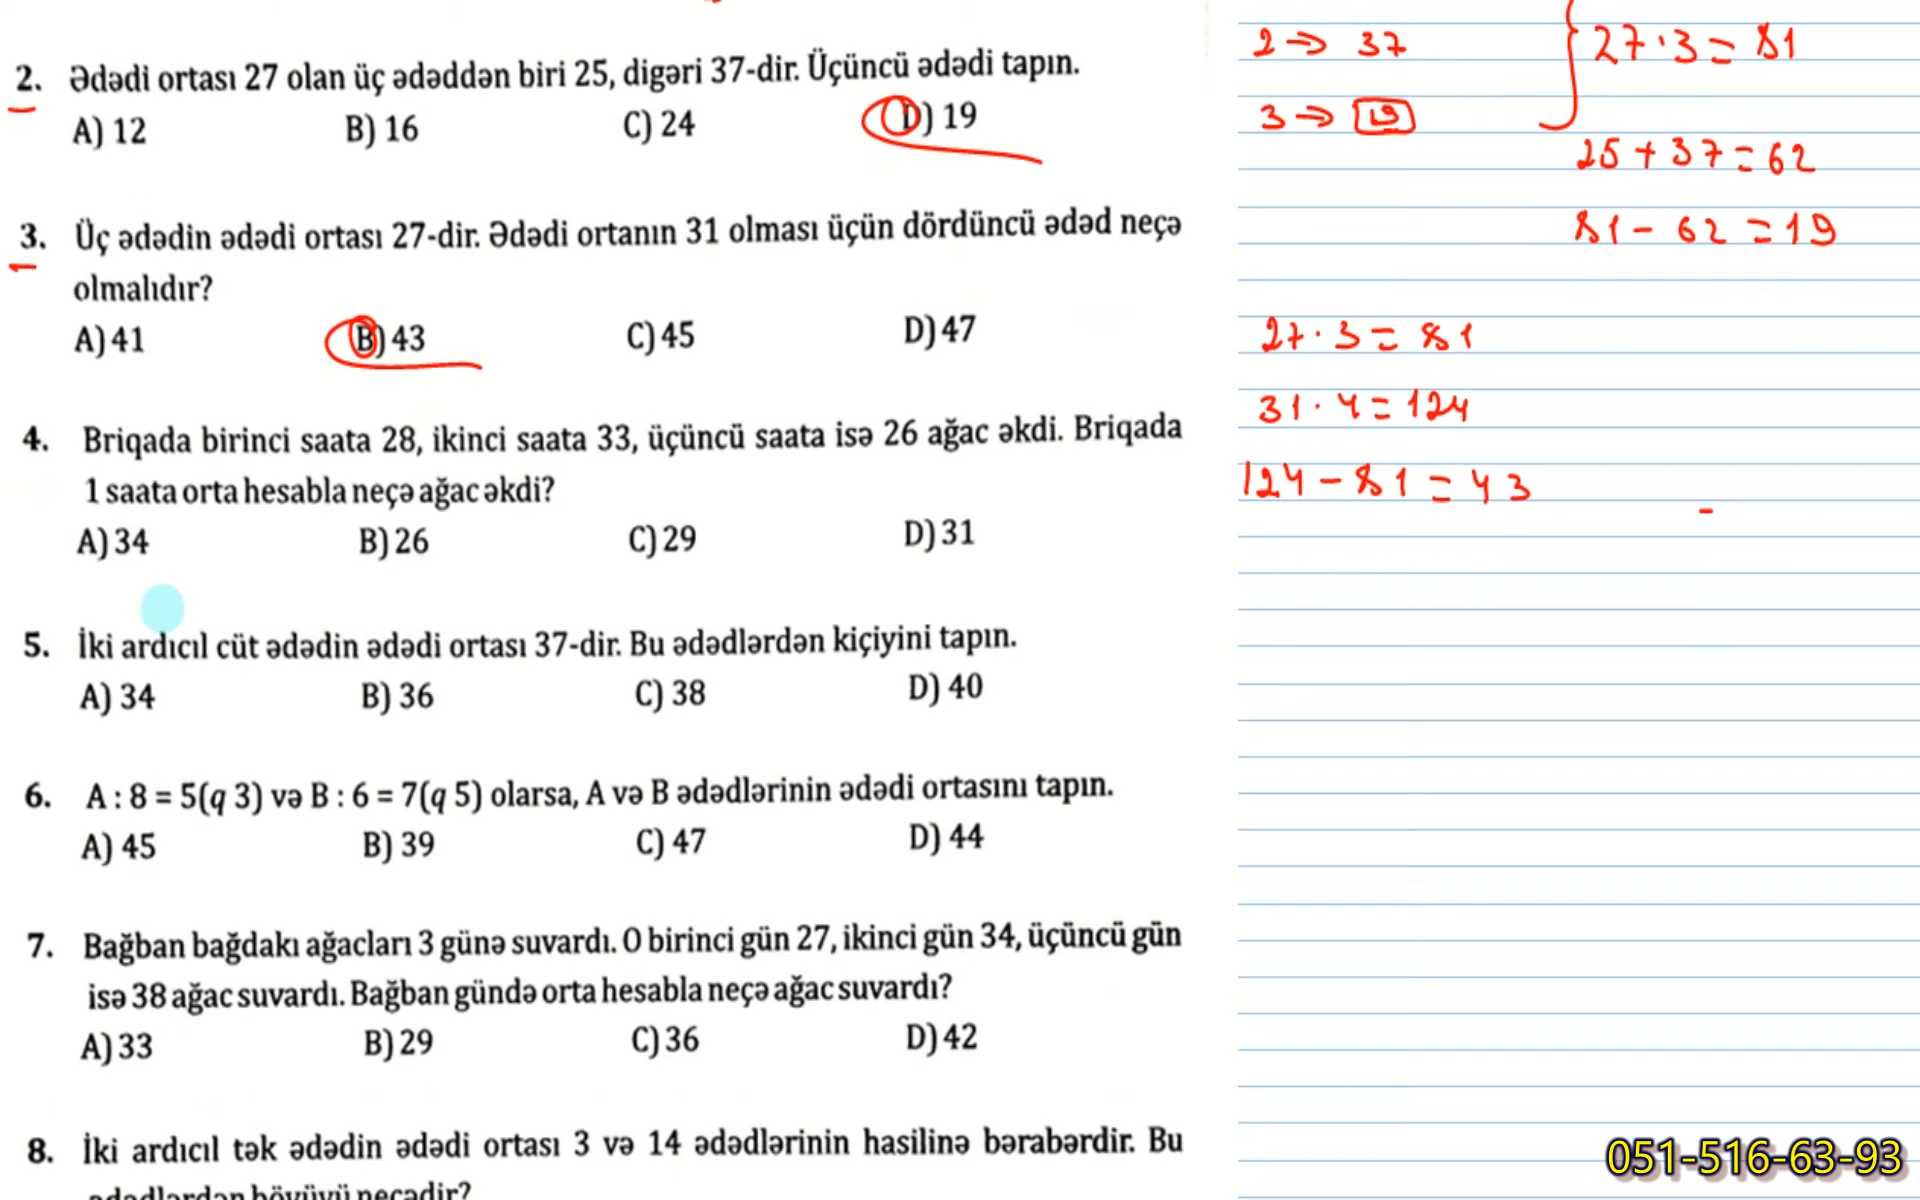 2. Ədədi ortası 27 olan üç ədəddən biri 25, digəri 37-dir. Üçüncü ədədi tapın.
A) 12 B) 16 C) 24 D) 19
3. Üç ədədin ədədi ortası 27-dir. Ədədi ortanın 31 olması üçün dördüncü ədəd neçə
olmalıdır?
A) 41 B) 43 C) 45 D) 47
4. Briqada birinci saata 28, ikinci saata 33, üçüncü saata isə 26 ağac əkdi. Briqada
1 saata orta hesabla neçə ağac əkdi?
A) 34 B) 26 C) 29 D) 31
5. İki ardıcıl cüt ədədin ədədi ortası 37-dir. Bu ədədlərdən kiçiyini tapın.
A) 34 B) 36 C) 38 D) 40
6. A : 8 = 5(q 3) və B : 6 = 7(q 5) olarsa, A və B ədədlərinin ədədi ortasını tapın.
A) 45 B) 39 C) 47 D) 44
7. Bağban bağdakı ağacları 3 günə suvardı. O birinci gün 27, ikinci gün 34, üçüncü gün
isə 38 ağac suvardı. Bağban gündə orta hesabla neçə ağac suvardı?
A) 33 B) 29 C) 36 D) 42
8. İki ardıcıl tək ədədin ədədi ortası 3 və 14 ədədlərinin hasilinə bərabərdir. Bu
ədədlərdən böyüyü neçədir?
2 → 37
3 → 19
27 · 3 = 81
25 + 37 = 62
81 - 62 = 19
27 · 3 = 81
31 · 4 = 124
124 - 81 = 43
051-516-63-93